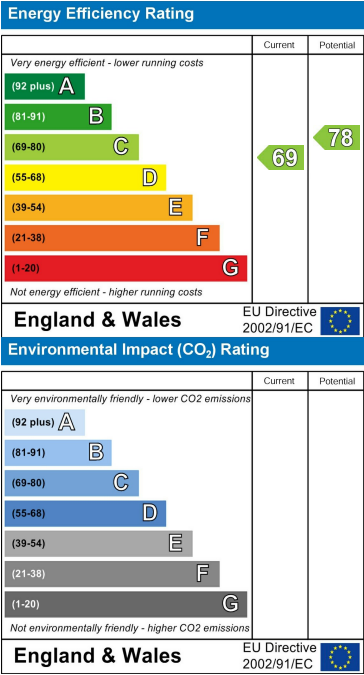 Energy Efficiency Rating
Current Potential
Very energy efficient - lower running costs
(92 plus) A
(81-91) B
(69-80) C
(55-68) D
(39-54) E
(21-38) F
(1-20) G
69
78
Not energy efficient - higher running costs
England & Wales
EU Directive
2002/91/EC
Environmental Impact (CO₂) Rating
Current Potential
Very environmentally friendly - lower CO2 emissions
(92 plus) A
(81-91) B
(69-80) C
(55-68) D
(39-54) E
(21-38) F
(1-20) G
Not environmentally friendly - higher CO2 emissions
England & Wales
EU Directive
2002/91/EC